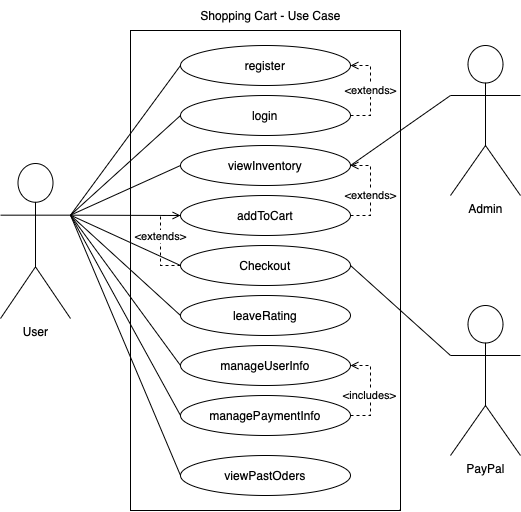 Shopping Cart - Use Case
register
<extends>
login
viewInventory
<extends>
Admin
addToCart
<extends>
Checkout
leaveRating
User
manageUserInfo
<includes>
managePaymentInfo
PayPal
viewPastOders